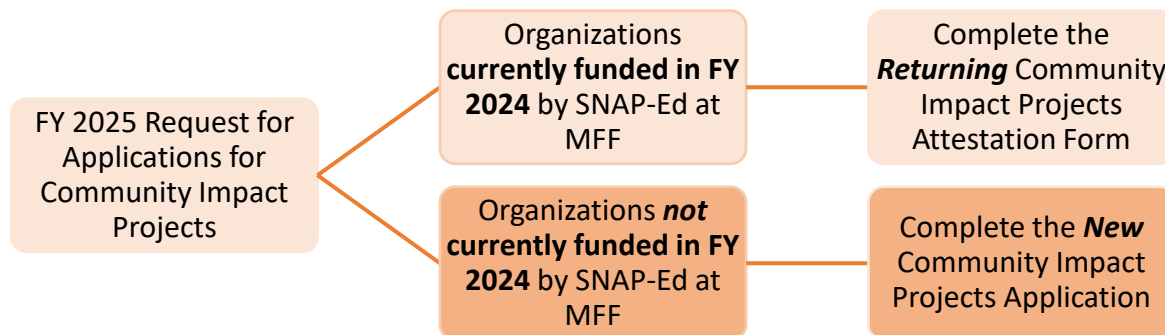 FY 2025 Request for
Applications for
Community Impact
Projects
Organizations
currently funded in FY
2024 by SNAP-Ed at
MFF
Complete the
Returning Community
Impact Projects
Attestation Form
Organizations not
currently funded in FY
2024 by SNAP-Ed at
MFF
Complete the New
Community Impact
Projects Application